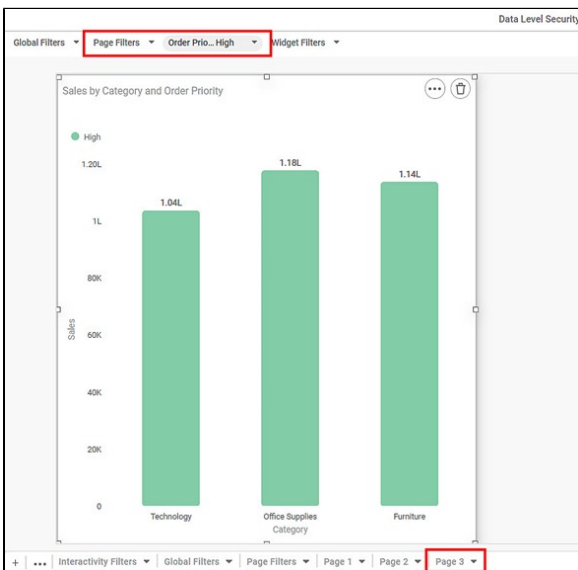 Data Level Security
Global Filters Page Filters Order Prio... High Widget Filters
Sales by Category and Order Priority
High
1.20L
1L
80K
60K
40K
20K
0
Sales
1.04L
1.18L
1.14L
Technology Office Supplies Furniture
Category
+ ... Interactivity Filters Global Filters Page Filters Page 1 Page 2 Page 3